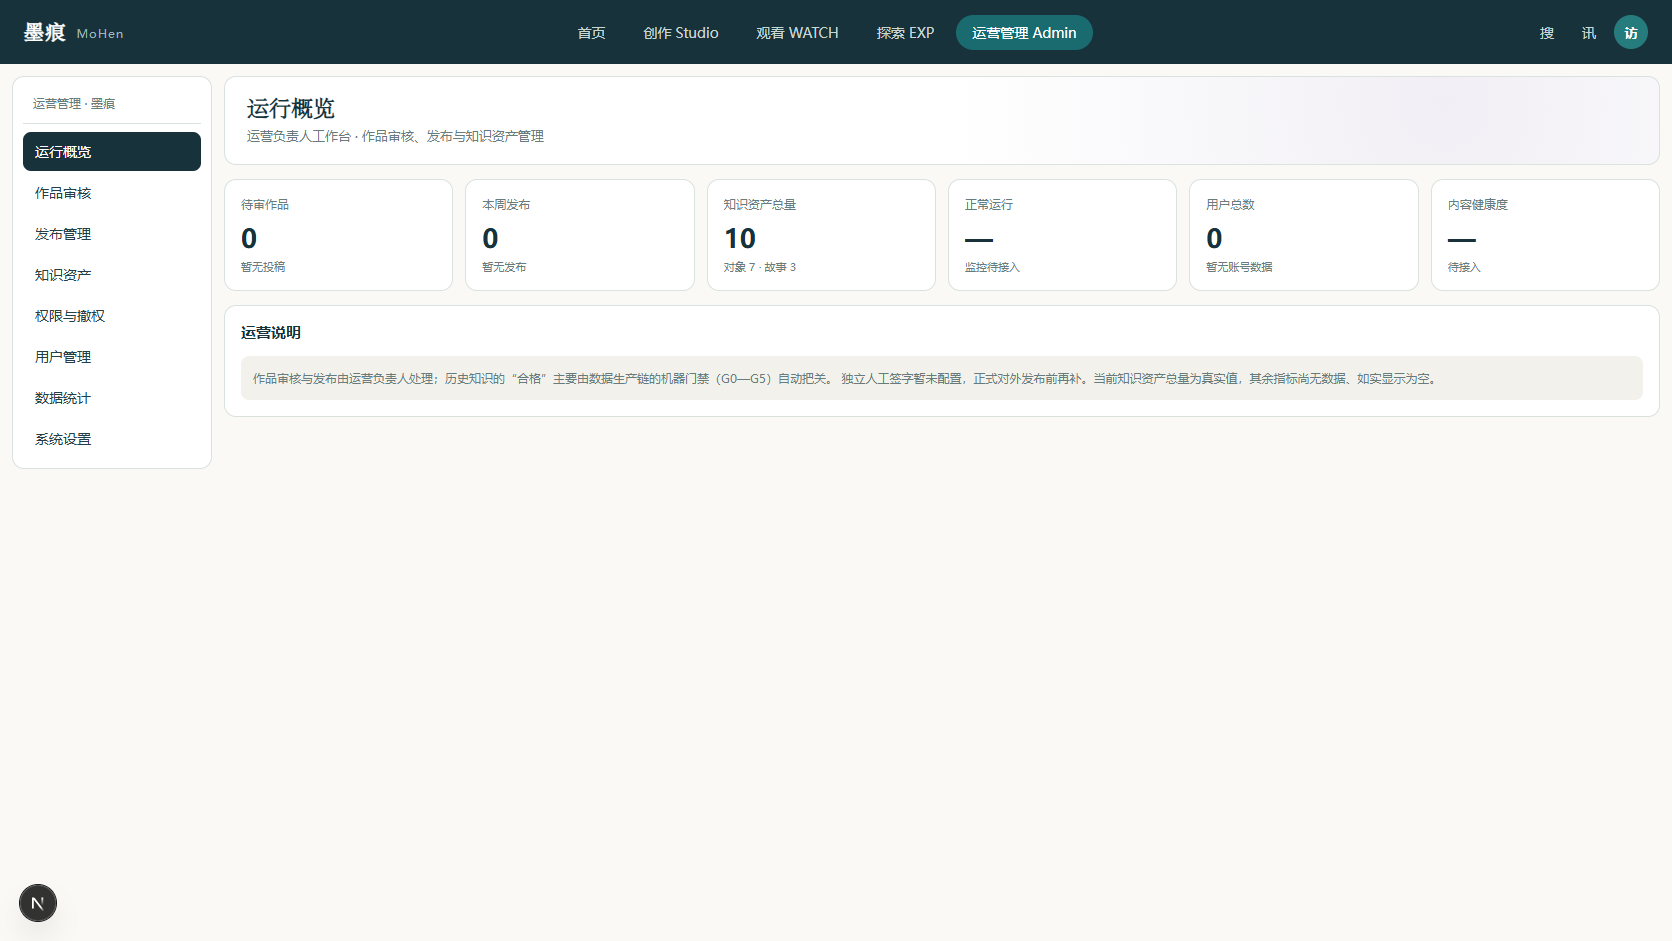 墨痕 MoHen
首页 创作 Studio 观看 WATCH 探索 EXP 运营管理 Admin
搜 讯 访
运营管理 · 墨痕
运行概览
作品审核
发布管理
知识资产
权限与撤权
用户管理
数据统计
系统设置
运行概览
运营负责人工作台 · 作品审核、发布与知识资产管理
待审作品
0
暂无投稿
本周发布
0
暂无发布
知识资产总量
10
对象 7 · 故事 3
正常运行
—
监控待接入
用户总数
0
暂无账号数据
内容健康度
—
待接入
运营说明
作品审核与发布由运营负责人处理；历史知识的“合格”主要由数据生产链的机器门禁（G0—G5）自动把关。 独立人工签字暂未配置，正式对外发布前再补。当前知识资产总量为真实值，其余指标尚无数据、如实显示为空。
N